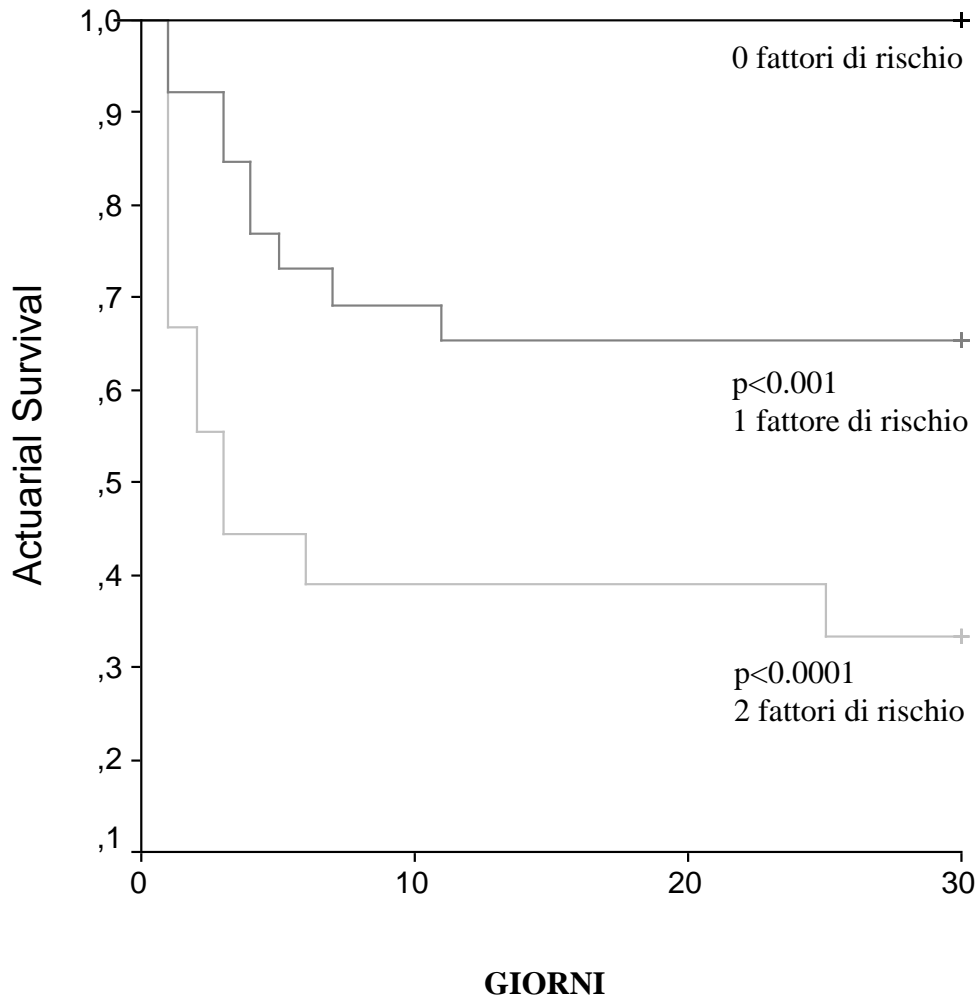 1,0
0 fattori di rischio
,9
,8
,7
,6
p<0.001
1 fattore di rischio
,5
,4
,3
p<0.0001
2 fattori di rischio
,2
,1
Actuarial Survival
0
10
20
30
GIORNI